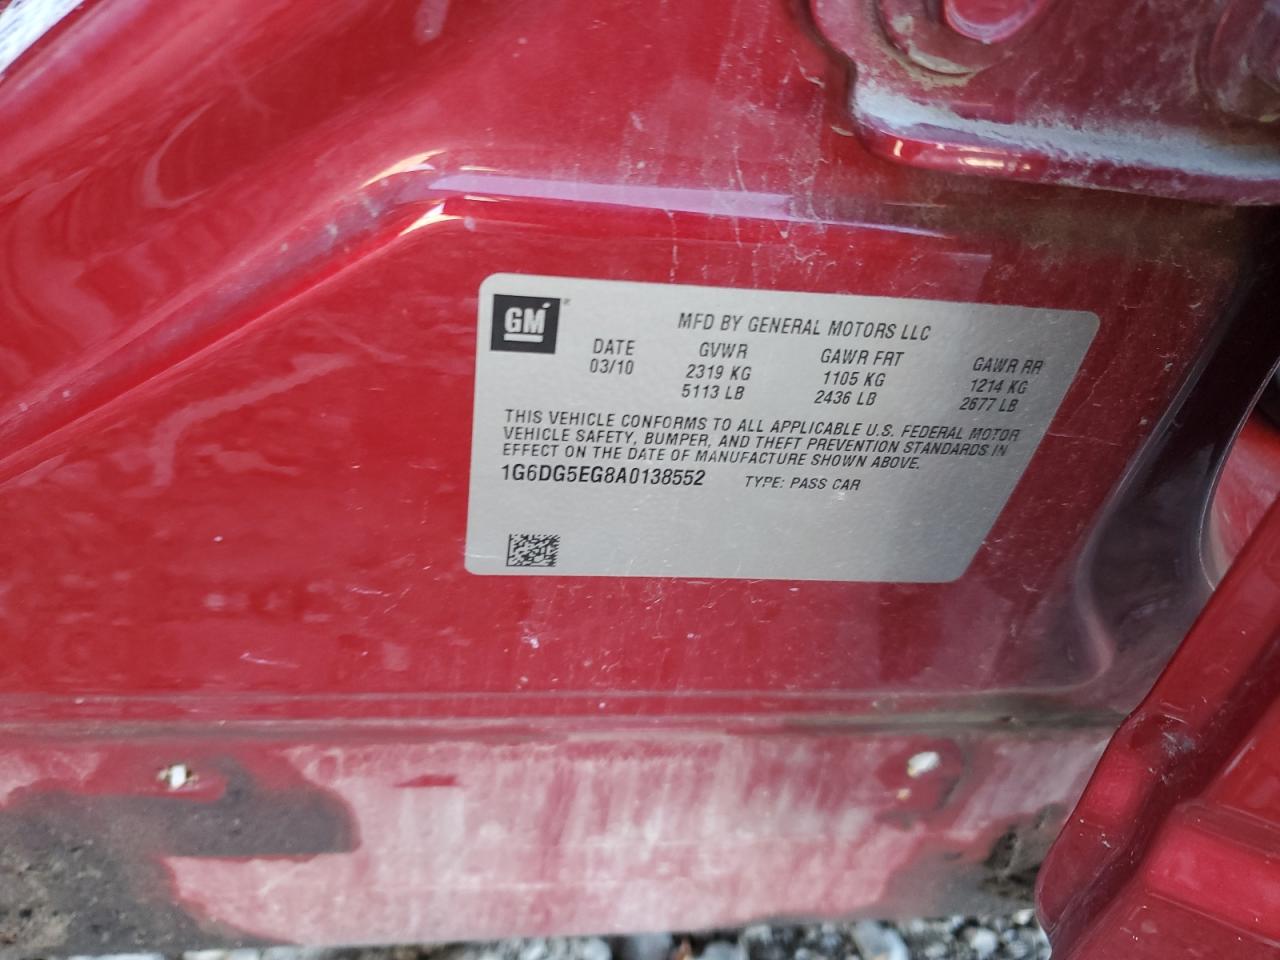 GM
MFD BY GENERAL MOTORS LLC
DATE GVWR GAWR FRT GAWR RR
03/10 2319 KG 1105 KG 1214 KG
5113 LB 2436 LB 2677 LB
THIS VEHICLE CONFORMS TO ALL APPLICABLE U.S. FEDERAL MOTOR
VEHICLE SAFETY, BUMPER, AND THEFT PREVENTION STANDARDS IN
EFFECT ON THE DATE OF MANUFACTURE SHOWN ABOVE.
1G6DG5EG8A0138552 TYPE: PASS CAR